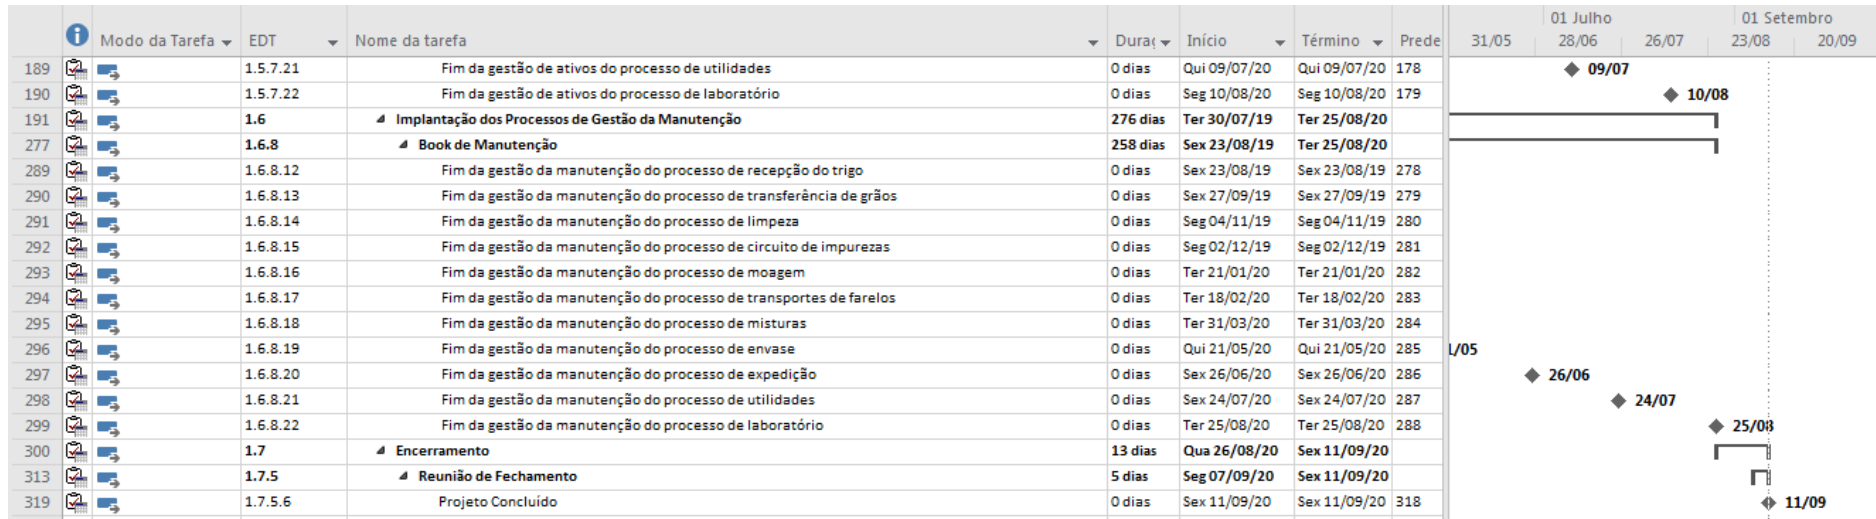 01 Julho 01 Setembro
Modo da Tarefa EDT Nome da tarefa Duraç Início Término Prede 31/05 28/06 26/07 23/08 20/09
189 1.5.7.21 Fim da gestão de ativos do processo de utilidades 0 dias Qui 09/07/20 Qui 09/07/20 178 09/07
190 1.5.7.22 Fim da gestão de ativos do processo de laboratório 0 dias Seg 10/08/20 Seg 10/08/20 179 10/08
191 1.6 Implantação dos Processos de Gestão da Manutenção 276 dias Ter 30/07/19 Ter 25/08/20
277 1.6.8 Book de Manutenção 258 dias Sex 23/08/19 Ter 25/08/20
289 1.6.8.12 Fim da gestão da manutenção do processo de recepção do trigo 0 dias Sex 23/08/19 Sex 23/08/19 278
290 1.6.8.13 Fim da gestão da manutenção do processo de transferência de grãos 0 dias Sex 27/09/19 Sex 27/09/19 279
291 1.6.8.14 Fim da gestão da manutenção do processo de limpeza 0 dias Seg 04/11/19 Seg 04/11/19 280
292 1.6.8.15 Fim da gestão da manutenção do processo de circuito de impurezas 0 dias Seg 02/12/19 Seg 02/12/19 281
293 1.6.8.16 Fim da gestão da manutenção do processo de moagem 0 dias Ter 21/01/20 Ter 21/01/20 282
294 1.6.8.17 Fim da gestão da manutenção do processo de transportes de farelos 0 dias Ter 18/02/20 Ter 18/02/20 283
295 1.6.8.18 Fim da gestão da manutenção do processo de misturas 0 dias Ter 31/03/20 Ter 31/03/20 284
296 1.6.8.19 Fim da gestão da manutenção do processo de envase 0 dias Qui 21/05/20 Qui 21/05/20 285 1/05
297 1.6.8.20 Fim da gestão da manutenção do processo de expedição 0 dias Sex 26/06/20 Sex 26/06/20 286 26/06
298 1.6.8.21 Fim da gestão da manutenção do processo de utilidades 0 dias Sex 24/07/20 Sex 24/07/20 287 24/07
299 1.6.8.22 Fim da gestão da manutenção do processo de laboratório 0 dias Ter 25/08/20 Ter 25/08/20 288 25/08
300 1.7 Encerramento 13 dias Qua 26/08/20 Sex 11/09/20
313 1.7.5 Reunião de Fechamento 5 dias Seg 07/09/20 Sex 11/09/20
319 1.7.5.6 Projeto Concluído 0 dias Sex 11/09/20 Sex 11/09/20 318 11/09